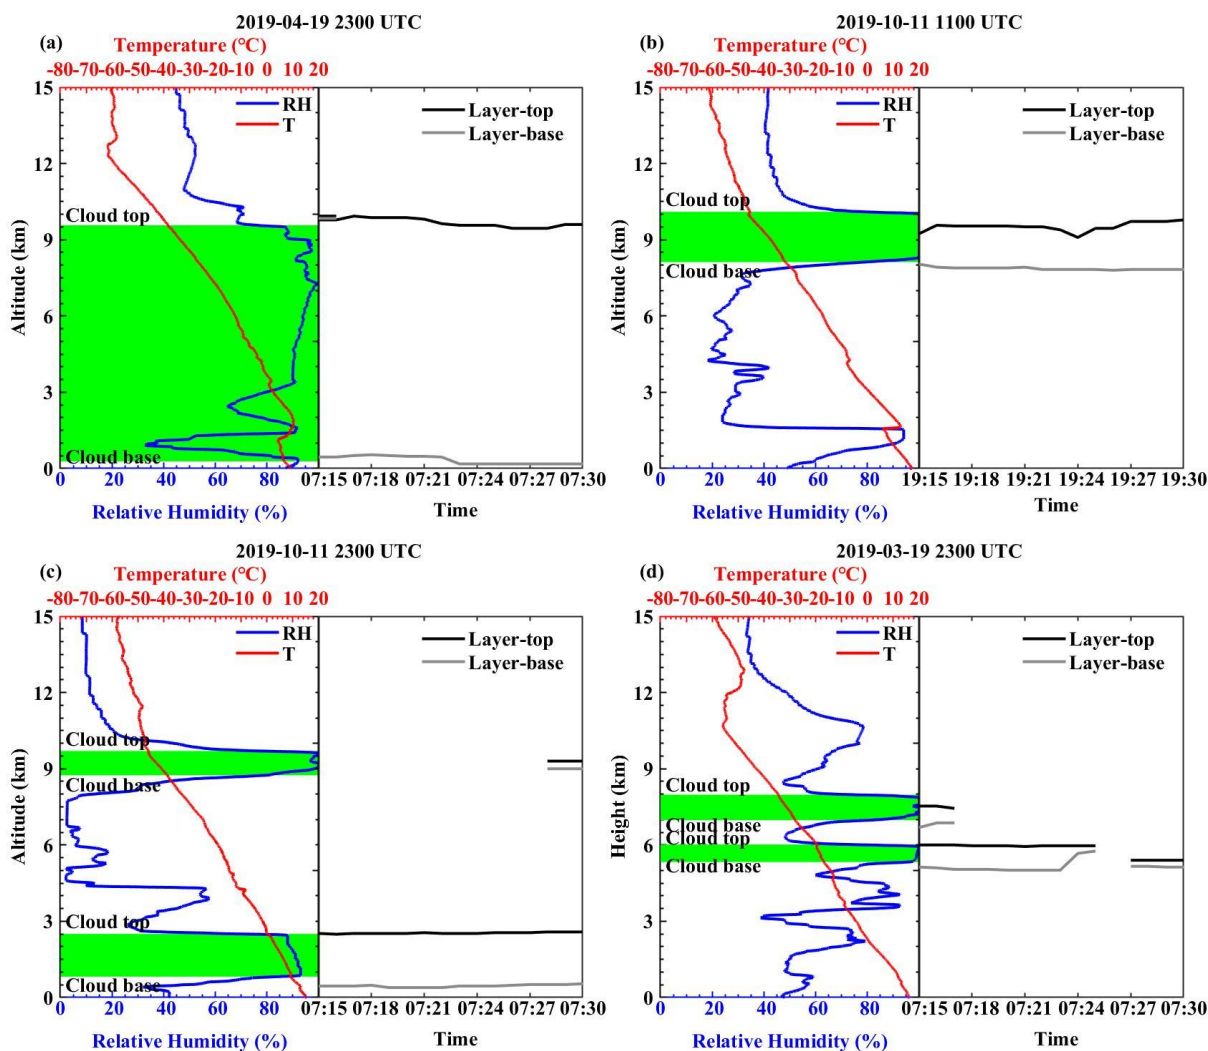 2019-04-19 2300 UTC
(a)
Temperature (°C)
-80-70-60-50-40-30-20-10 0 10 20
15
12
9
6
3
0
Altitude (km)
RH
T
Layer-top
Layer-base
Cloud top
Cloud base
0 20 40 60 80
07:15 07:18 07:21 07:24 07:27 07:30
Relative Humidity (%)
Time
2019-10-11 1100 UTC
(b)
Temperature (°C)
-80-70-60-50-40-30-20-10 0 10 20
15
12
9
6
3
0
Altitude (km)
RH
T
Layer-top
Layer-base
Cloud top
Cloud base
0 20 40 60 80
19:15 19:18 19:21 19:24 19:27 19:30
Relative Humidity (%)
Time
2019-10-11 2300 UTC
(c)
Temperature (°C)
-80-70-60-50-40-30-20-10 0 10 20
15
12
9
6
3
0
Altitude (km)
RH
T
Layer-top
Layer-base
Cloud top
Cloud base
Cloud top
Cloud base
0 20 40 60 80
07:15 07:18 07:21 07:24 07:27 07:30
Relative Humidity (%)
Time
2019-03-19 2300 UTC
(d)
Temperature (°C)
-80-70-60-50-40-30-20-10 0 10 20
15
12
9
6
3
0
Height (km)
RH
T
Layer-top
Layer-base
Cloud top
Cloud base
Cloud top
Cloud base
0 20 40 60 80
07:15 07:18 07:21 07:24 07:27 07:30
Relative Humidity (%)
Time